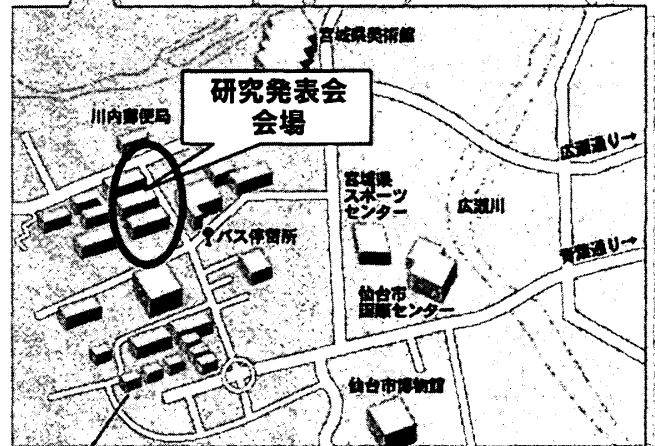 宮城県美術館
研究発表会
会場
川内郵便局
広瀬通り→
宮城県
スポーツ
センター
広瀬川
バス停留所
青葉通り→
仙台市
国際センター
仙台市博物館